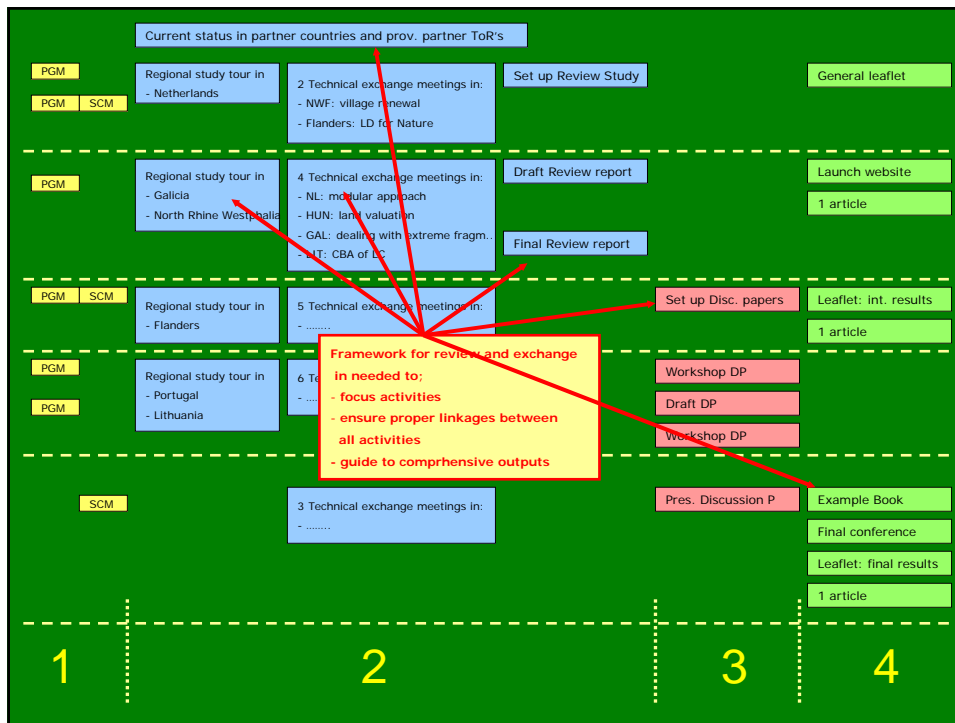 Current status in partner countries and prov. partner ToR's
PGM
PGM
SCM
Regional study tour in
- Netherlands
2 Technical exchange meetings in:
- NWF: village renewal
- Flanders: LD for Nature
Set up Review Study
General leaflet
PGM
Regional study tour in
- Galicia
- North Rhine Westphalia
4 Technical exchange meetings in:
- NL: modular approach
- HUN: land valuation
- GAL: dealing with extreme fragm..
- LIT: CBA of LC
Draft Review report
Final Review report
Launch website
1 article
PGM
SCM
Regional study tour in
- Flanders
5 Technical exchange meetings in:
- ........
Set up Disc. papers
Leaflet: int. results
1 article
PGM
PGM
Regional study tour in
- Portugal
- Lithuania
6
Framework for review and exchange
in needed to;
- focus activities
- ensure proper linkages between
all activities
- guide to comprhensive outputs
Workshop DP
Draft DP
Workshop DP
SCM
3 Technical exchange meetings in:
- ........
Pres. Discussion P
Example Book
Final conference
Leaflet: final results
1 article
1
2
3
4